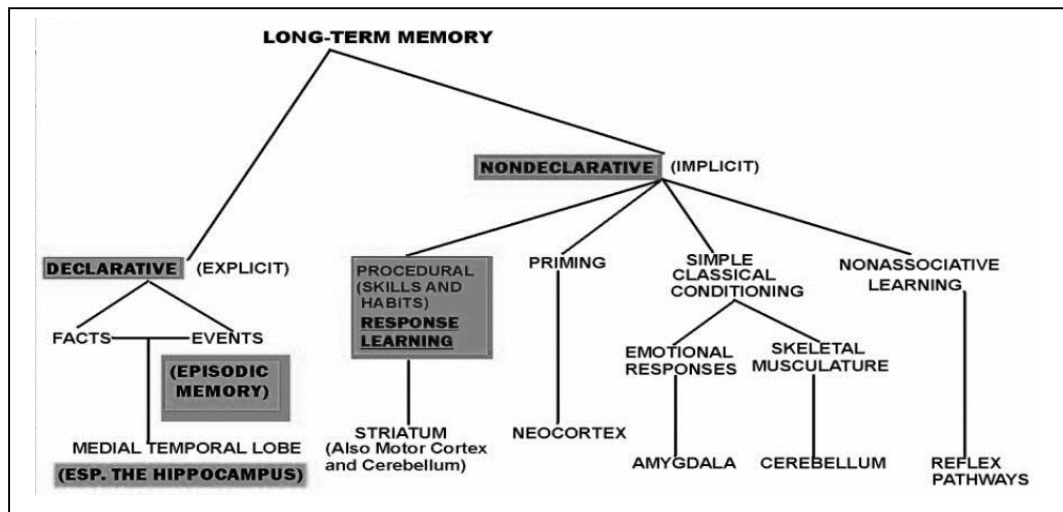 LONG-TERM MEMORY
NONDECLARATIVE (IMPLICIT)
DECLARATIVE (EXPLICIT)
FACTS EVENTS
(EPISODIC
MEMORY)
MEDIAL TEMPORAL LOBE
(ESP. THE HIPPOCAMPUS)
PROCEDURAL
(SKILLS AND
HABITS)
RESPONSE
LEARNING
STRIATUM
(Also Motor Cortex
and Cerebellum)
PRIMING
NEOCORTEX
SIMPLE
CLASSICAL
CONDITIONING
EMOTIONAL
RESPONSES
AMYGDALA
SKELETAL
MUSCULATURE
CEREBELLUM
NONASSOCIATIVE
LEARNING
REFLEX
PATHWAYS